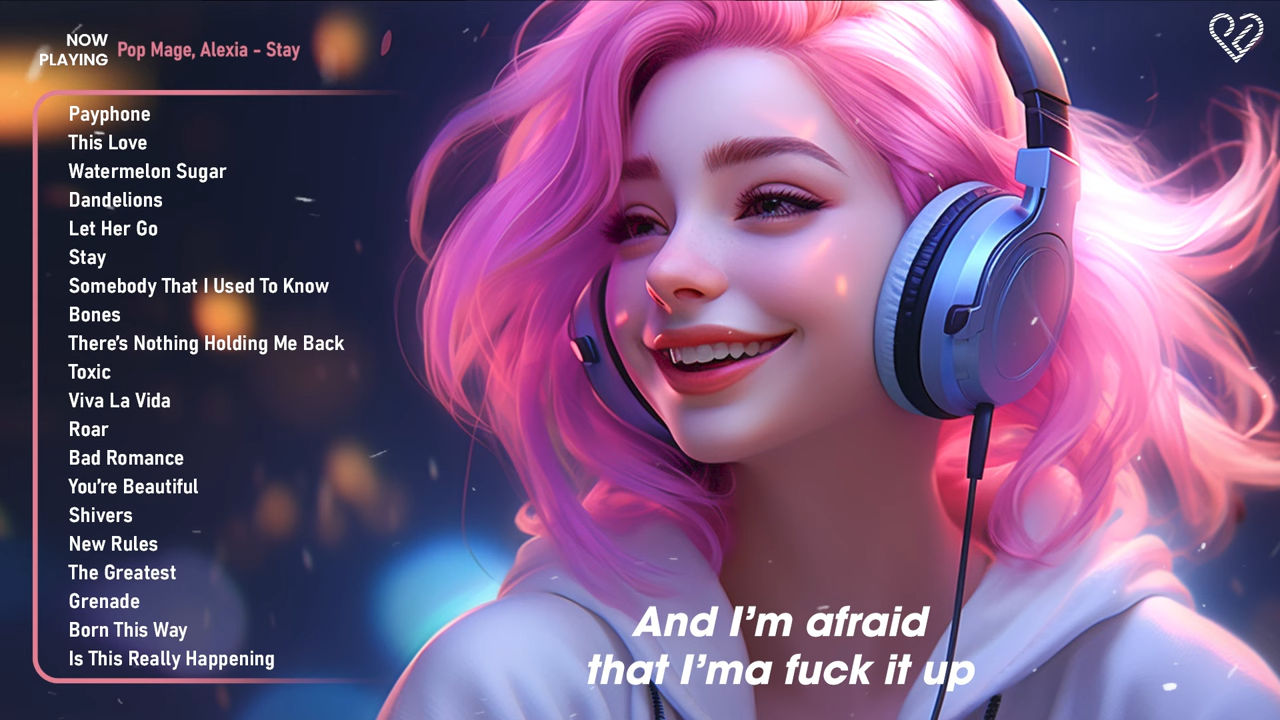 NOW
PLAYING
Pop Mage, Alexia - Stay
Payphone
This Love
Watermelon Sugar
Dandelions
Let Her Go
Stay
Somebody That I Used To Know
Bones
There's Nothing Holding Me Back
Toxic
Viva La Vida
Roar
Bad Romance
You're Beautiful
Shivers
New Rules
The Greatest
Grenade
Born This Way
Is This Really Happening
And I'm afraid
that I'ma fuck it up